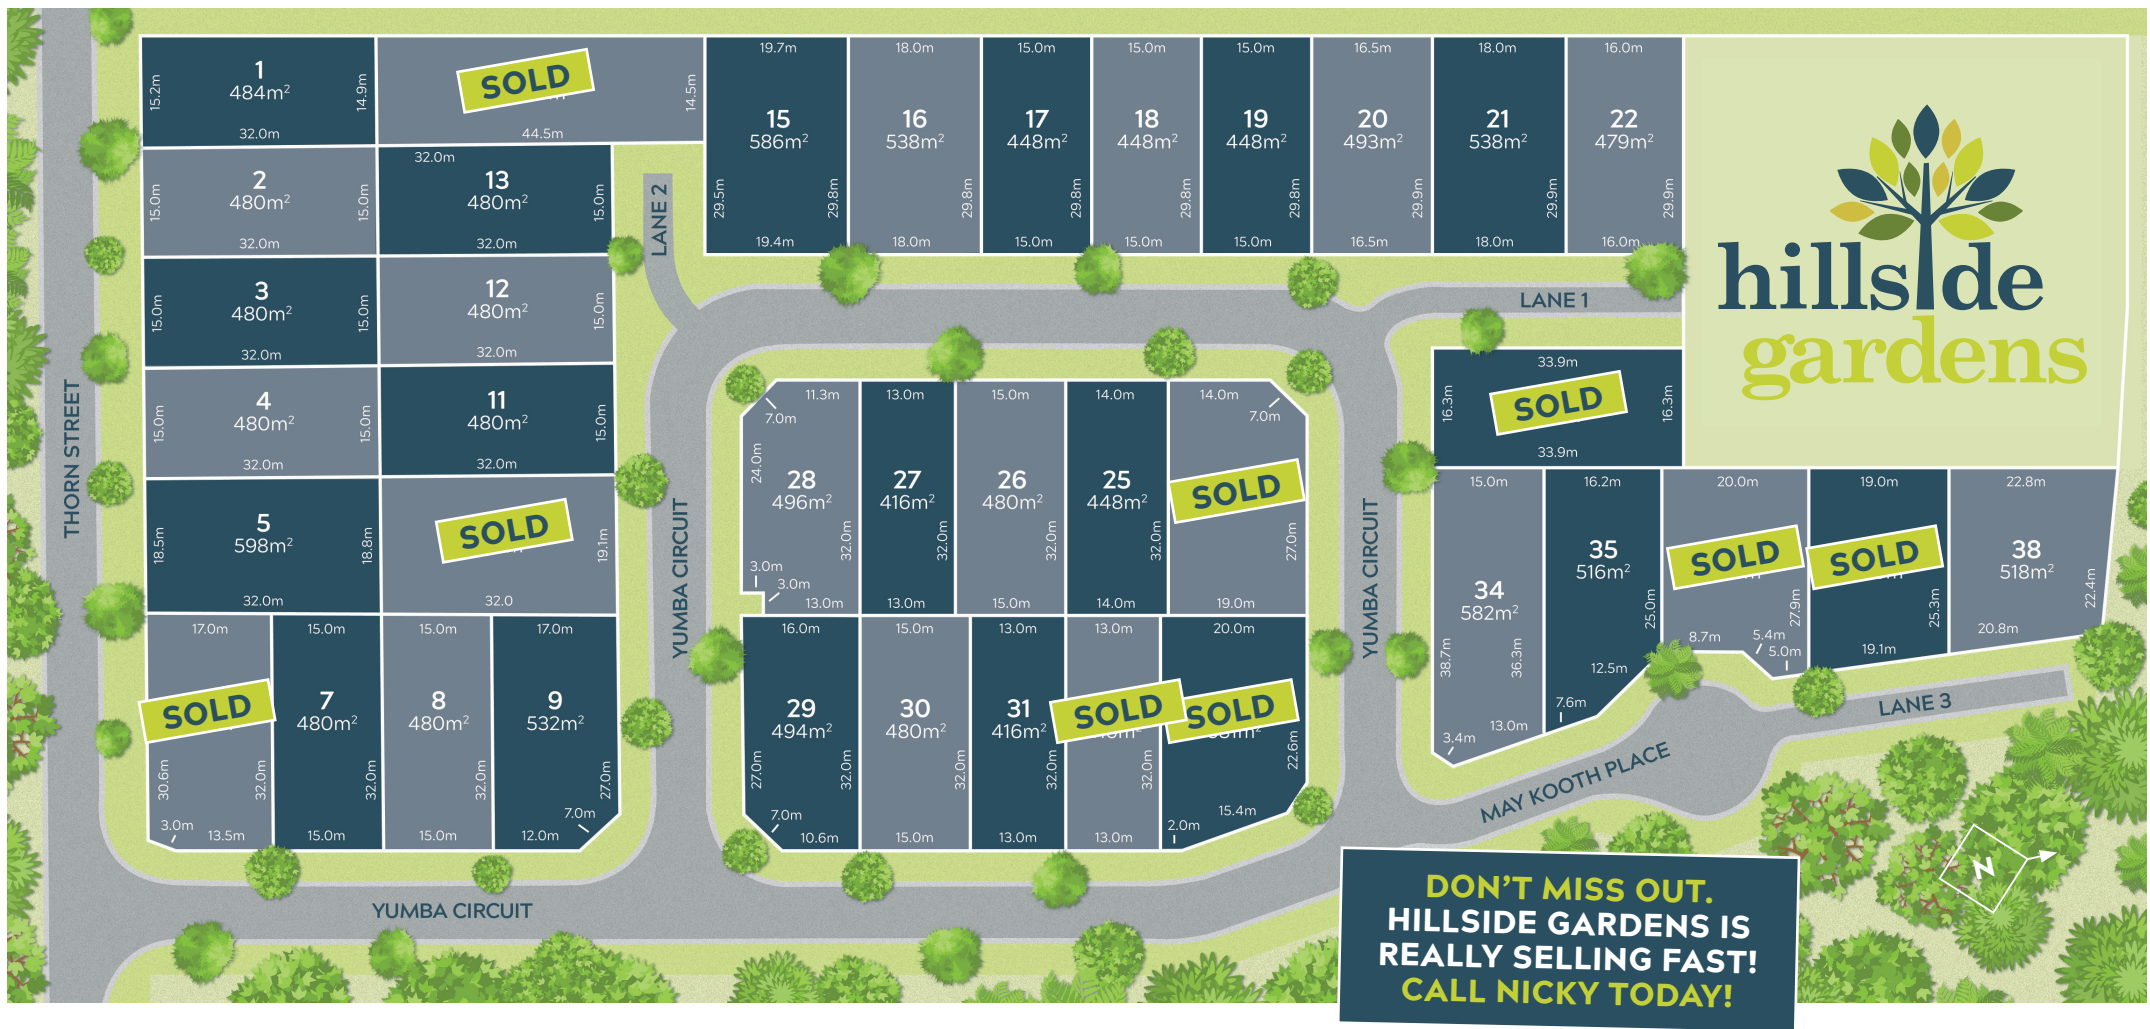 15.2m
1
484m²
14.9m
32.0m
SOLD
14.5m
44.5m
19.7m
15
586m²
29.5m
29.8m
19.4m
18.0m
16
538m²
29.8m
18.0m
15.0m
17
448m²
29.8m
15.0m
15.0m
18
448m²
29.8m
15.0m
15.0m
19
448m²
29.8m
15.0m
16.5m
20
493m²
29.9m
16.5m
18.0m
21
538m²
29.9m
18.0m
16.0m
22
479m²
29.9m
16.0m
hillside
gardens
15.0m
2
480m²
15.0m
32.0m
32.0m
13
480m²
15.0m
32.0m
LANE 2
15.0m
3
480m²
15.0m
32.0m
12
480m²
15.0m
32.0m
LANE 1
THORN STREET
15.0m
4
480m²
15.0m
32.0m
11
480m²
15.0m
32.0m
18.5m
5
598m²
18.8m
32.0m
SOLD
19.1m
32.0
17.0m
SOLD
30.6m
32.0m
3.0m
13.5m
15.0m
7
480m²
32.0m
15.0m
15.0m
8
480m²
32.0m
15.0m
17.0m
9
532m²
27.0m
7.0m
12.0m
YUMBA CIRCUIT
11.3m
7.0m
24.0m
28
496m²
32.0m
3.0m
3.0m
13.0m
13.0m
27
416m²
32.0m
13.0m
15.0m
26
480m²
32.0m
15.0m
14.0m
25
448m²
32.0m
14.0m
14.0m
7.0m
SOLD
27.0m
19.0m
16.0m
29
494m²
27.0m
32.0m
7.0m
10.6m
15.0m
30
480m²
32.0m
15.0m
13.0m
31
416m²
32.0m
13.0m
13.0m
SOLD
32.0m
13.0m
20.0m
SOLD
22.6m
15.4m
2.0m
YUMBA CIRCUIT
33.9m
16.3m
SOLD
16.3m
33.9m
15.0m
34
582m²
38.7m
36.3m
13.0m
3.4m
16.2m
35
516m²
25.0m
12.5m
7.6m
20.0m
SOLD
27.9m
8.7m
5.4m
5.0m
19.0m
SOLD
25.3m
19.1m
22.8m
38
518m²
22.4m
20.8m
LANE 3
MAY KOOTH PLACE
YUMBA CIRCUIT
N
DON'T MISS OUT.
HILLSIDE GARDENS IS
REALLY SELLING FAST!
CALL NICKY TODAY!